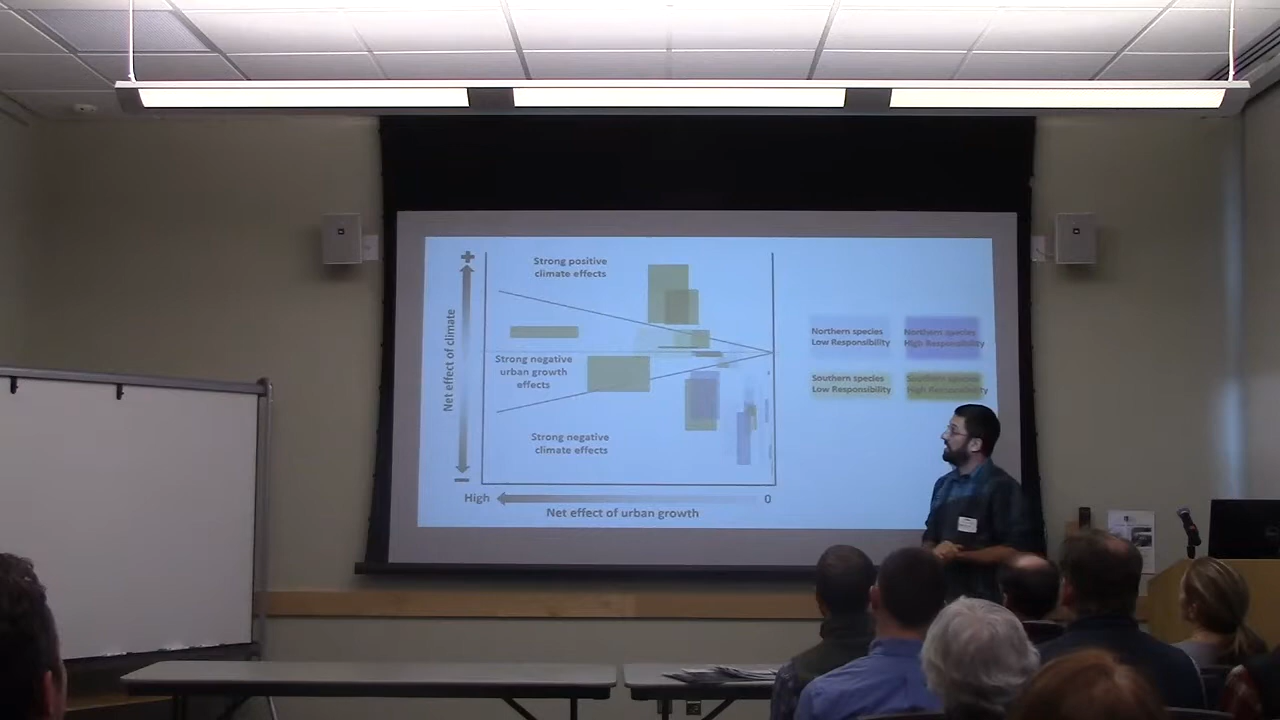 +
Strong positive
climate effects
Net effect of climate
Strong negative
urban growth
effects
Strong negative
climate effects
−
High
0
Net effect of urban growth
Northern species
Low Responsibility
Northern species
High Responsibility
Southern species
Low Responsibility
Southern species
High Responsibility